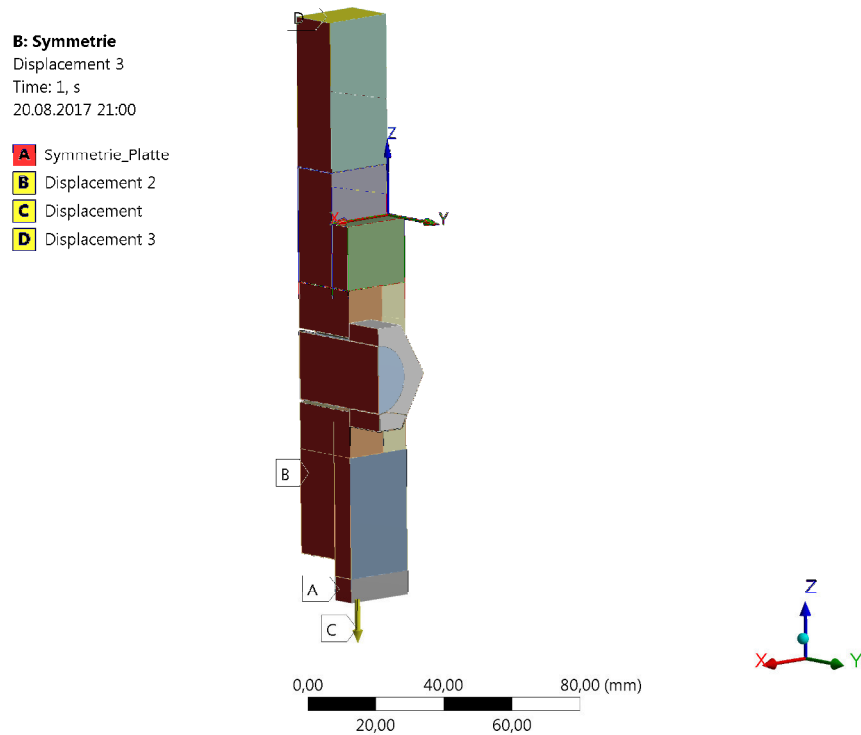 B: Symmetrie
Displacement 3
Time: 1, s
20.08.2017 21:00
A Symmetrie_Platte
B Displacement 2
C Displacement
D Displacement 3
D
Z
X Y
B
A
C
Z
X Y
0,00 40,00 80,00 (mm)
20,00 60,00